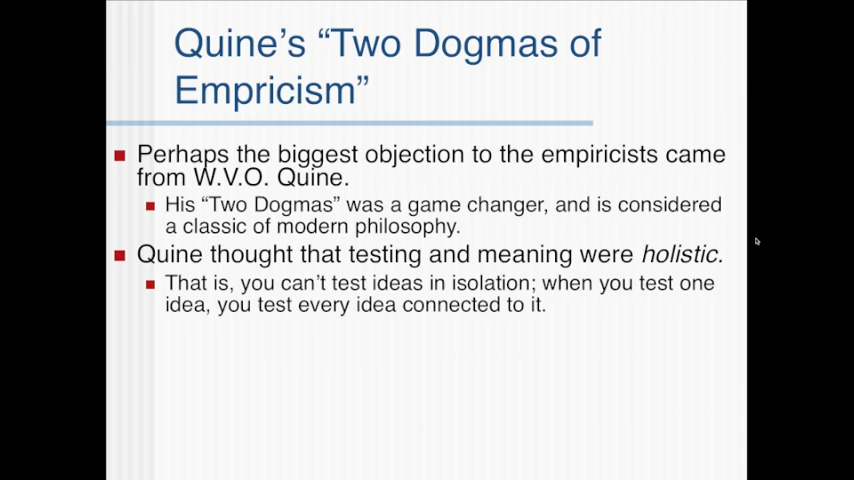 Quine’s “Two Dogmas of
Empricism”
Perhaps the biggest objection to the empiricists came
from W.V.O. Quine.
His “Two Dogmas” was a game changer, and is considered
a classic of modern philosophy.
Quine thought that testing and meaning were holistic.
That is, you can’t test ideas in isolation; when you test one
idea, you test every idea connected to it.